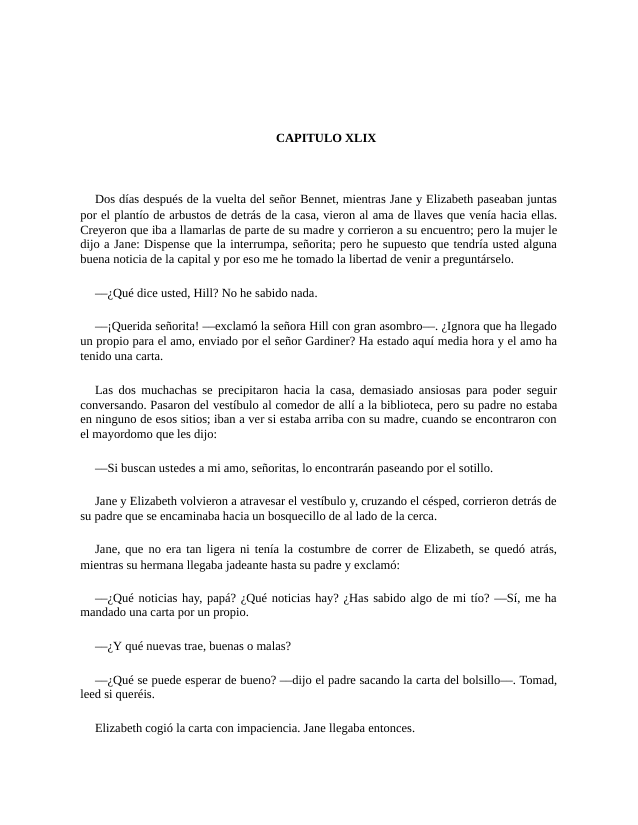 CAPITULO XLIX
Dos días después de la vuelta del señor Bennet, mientras Jane y Elizabeth paseaban juntas
por el plantío de arbustos de detrás de la casa, vieron al ama de llaves que venía hacia ellas.
Creyeron que iba a llamarlas de parte de su madre y corrieron a su encuentro; pero la mujer le
dijo a Jane: Dispense que la interrumpa, señorita; pero he supuesto que tendría usted alguna
buena noticia de la capital y por eso me he tomado la libertad de venir a preguntárselo.
—¿Qué dice usted, Hill? No he sabido nada.
—¡Querida señorita! —exclamó la señora Hill con gran asombro—. ¿Ignora que ha llegado
un propio para el amo, enviado por el señor Gardiner? Ha estado aquí media hora y el amo ha
tenido una carta.
Las dos muchachas se precipitaron hacia la casa, demasiado ansiosas para poder seguir
conversando. Pasaron del vestíbulo al comedor de allí a la biblioteca, pero su padre no estaba
en ninguno de esos sitios; iban a ver si estaba arriba con su madre, cuando se encontraron con
el mayordomo que les dijo:
—Si buscan ustedes a mi amo, señoritas, lo encontrarán paseando por el sotillo.
Jane y Elizabeth volvieron a atravesar el vestíbulo y, cruzando el césped, corrieron detrás de
su padre que se encaminaba hacia un bosquecillo de al lado de la cerca.
Jane, que no era tan ligera ni tenía la costumbre de correr de Elizabeth, se quedó atrás,
mientras su hermana llegaba jadeante hasta su padre y exclamó:
—¿Qué noticias hay, papá? ¿Qué noticias hay? ¿Has sabido algo de mi tío? —Sí, me ha
mandado una carta por un propio.
—¿Y qué nuevas trae, buenas o malas?
—¿Qué se puede esperar de bueno? —dijo el padre sacando la carta del bolsillo—. Tomad,
leed si queréis.
Elizabeth cogió la carta con impaciencia. Jane llegaba entonces.